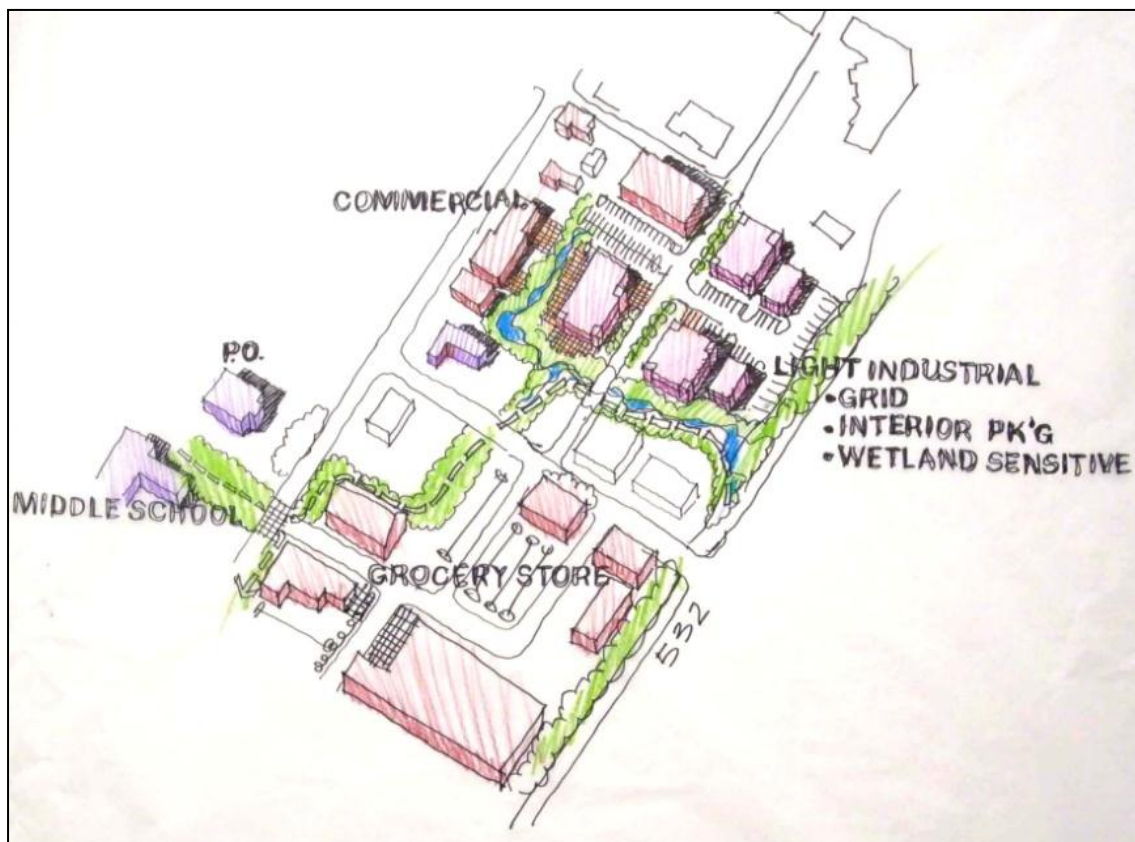 COMMERCIAL
P.O.
LIGHT INDUSTRIAL
•GRID
•INTERIOR PK'G
•WETLAND SENSITIVE
MIDDLE SCHOOL
GROCERY STORE
532